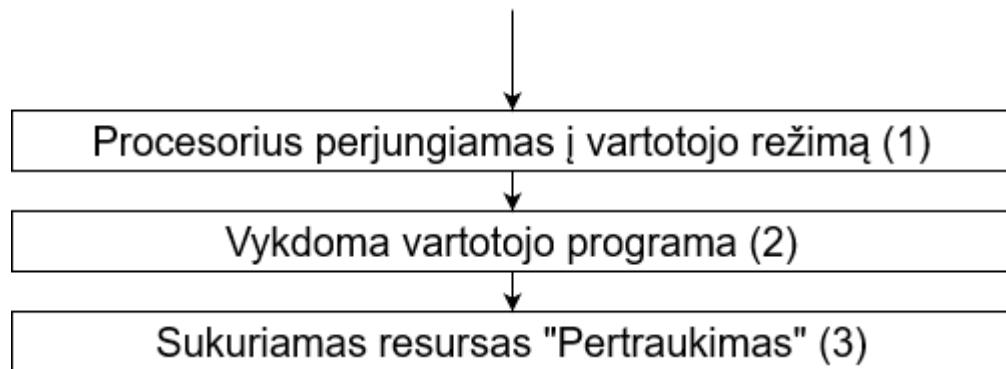 Procesorius perjungiamas į vartotojo režimą (1)
Vykdoma vartotojo programa (2)
Sukuriamas resursas "Pertraukimas" (3)